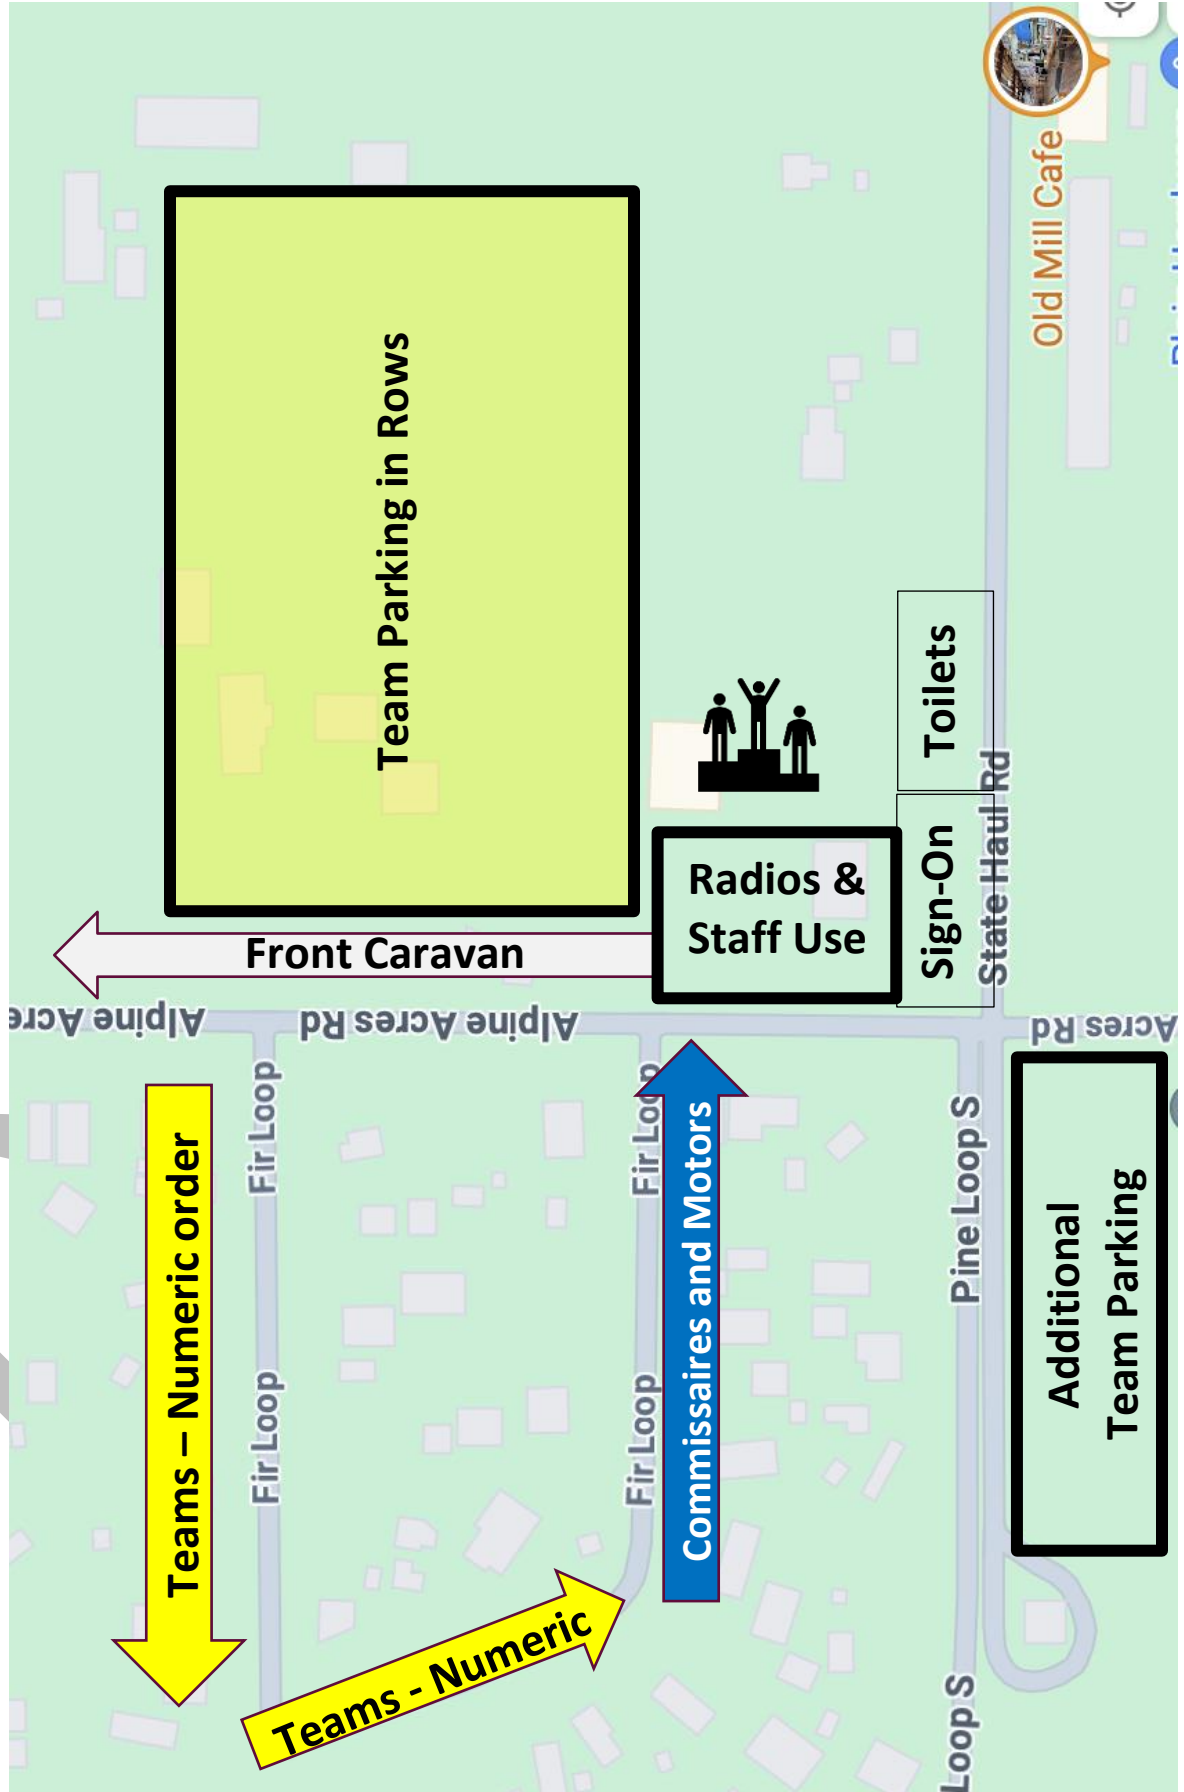 Old Mill Cafe
Team Parking in Rows
Toilets
Sign-On
State Haul Rd
Radios &
Staff Use
Front Caravan
Alpine Acres
Alpine Acres Rd
Acres Rd
Fir Loop
Fir Loop
Pine Loop S
Teams – Numeric order
Commissaires and Motors
Additional
Team Parking
Fir Loop
Fir Loop
Teams - Numeric
Loop S